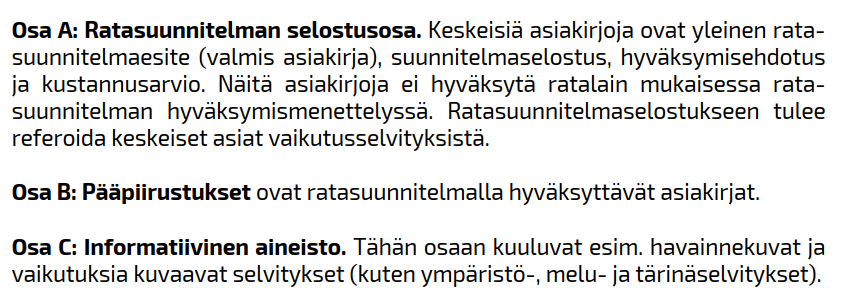 Osa A: Ratasuunnitelman selostusosa. Keskeisiä asiakirjoja ovat yleinen rata-
suunnitelmaesite (valmis asiakirja), suunnitelmaselostus, hyväksymisehdotus
ja kustannusarvio. Näitä asiakirjoja ei hyväksytä ratalain mukaisessa rata-
suunnitelman hyväksymismenettelyssä. Ratasuunnitelmaselostukseen tulee
referoida keskeiset asiat vaikutusselvityksistä.
Osa B: Pääpiirustukset ovat ratasuunnitelmalla hyväksyttävät asiakirjat.
Osa C: Informatiivinen aineisto. Tähän osaan kuuluvat esim. havainnekuvat ja
vaikutuksia kuvaavat selvitykset (kuten ympäristö-, melu- ja tärinäselvitykset).